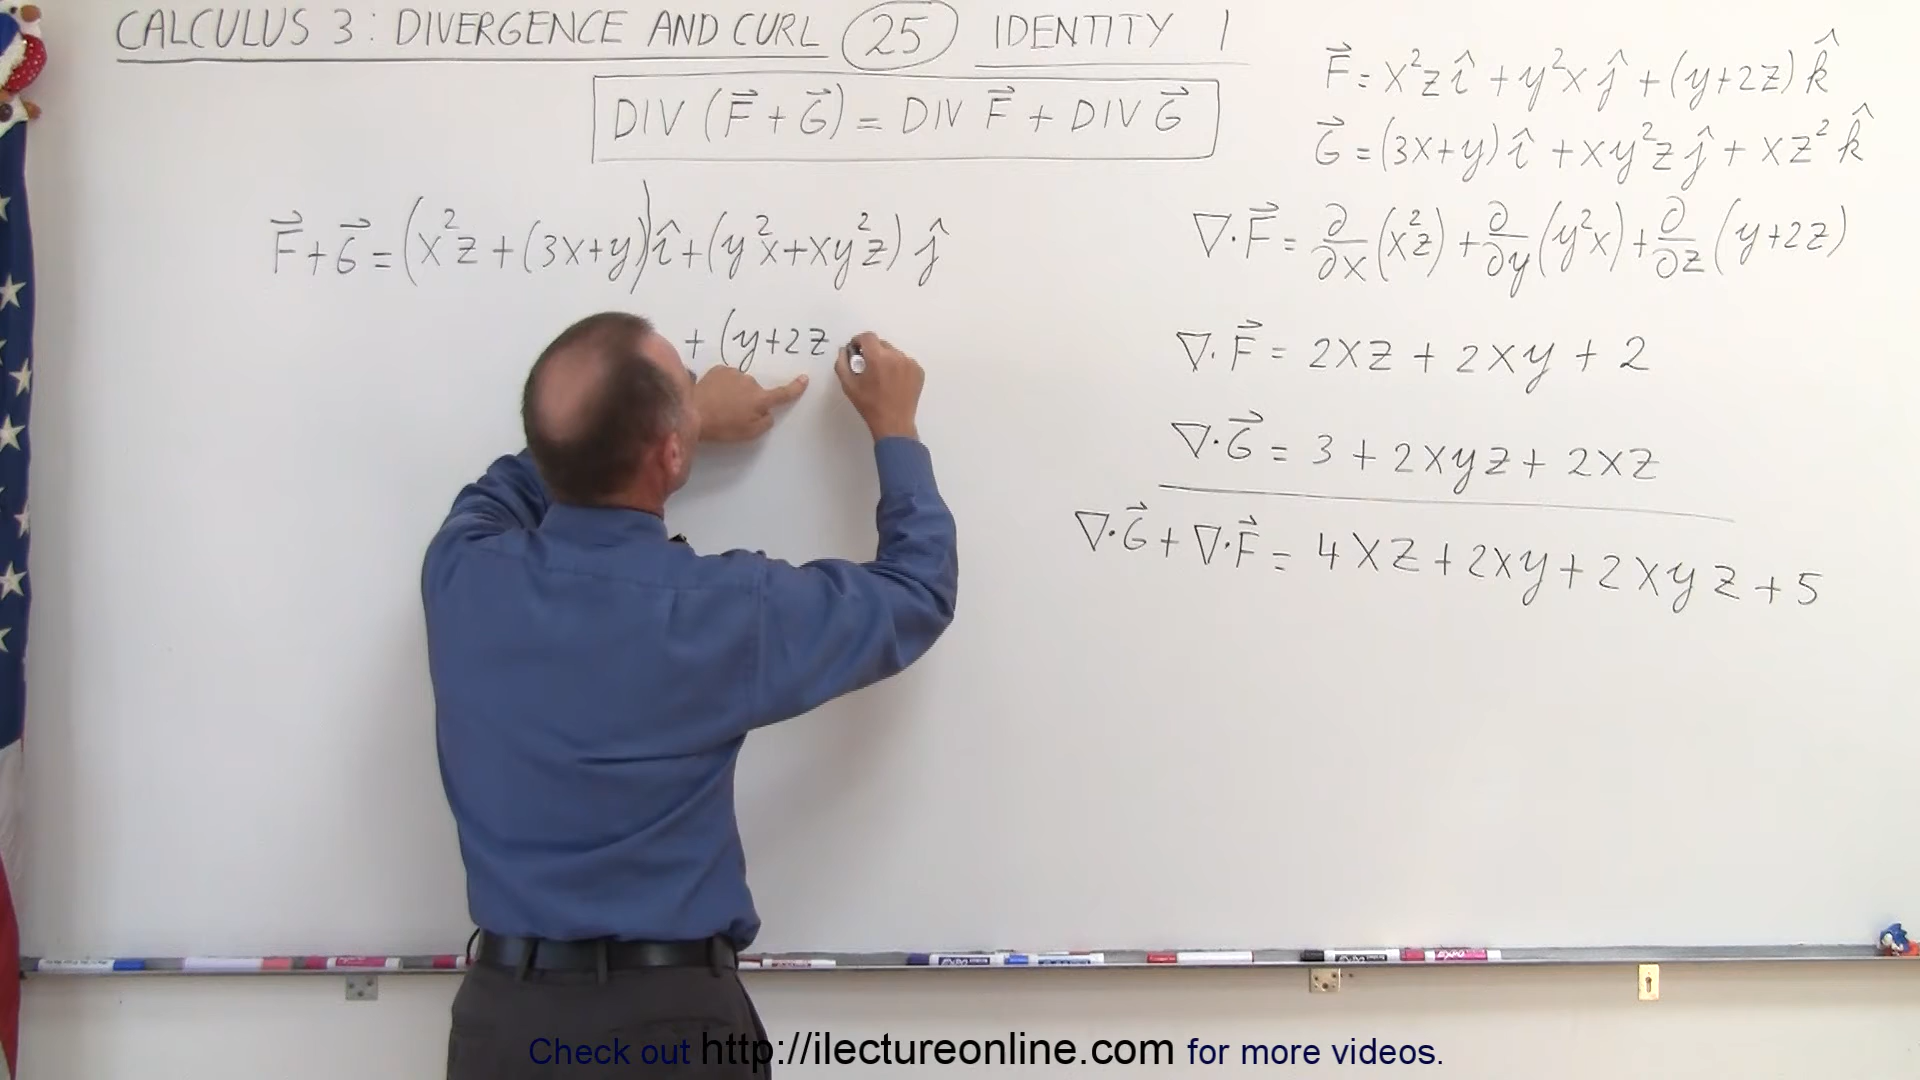 CALCULUS 3: DIVERGENCE AND CURL 25 IDENTITY 1
DIV (F⃗ + G⃗) = DIV F⃗ + DIV G⃗
F⃗ = x²z î + y²x ĵ + (y+2z) k̂
G⃗ = (3x+y) î + xy²z ĵ + xz² k̂
F⃗ + G⃗ = (x²z + (3x+y)) î + (y²x + xy²z) ĵ
+ (y+2z
∇·F⃗ = ∂/∂x (x²z) + ∂/∂y (y²x) + ∂/∂z (y+2z)
∇·F⃗ = 2xz + 2xy + 2
∇·G⃗ = 3 + 2xyz + 2xz
∇·G⃗ + ∇·F⃗ = 4xz + 2xy + 2xyz + 5
Check out http://ilectureonline.com for more videos.